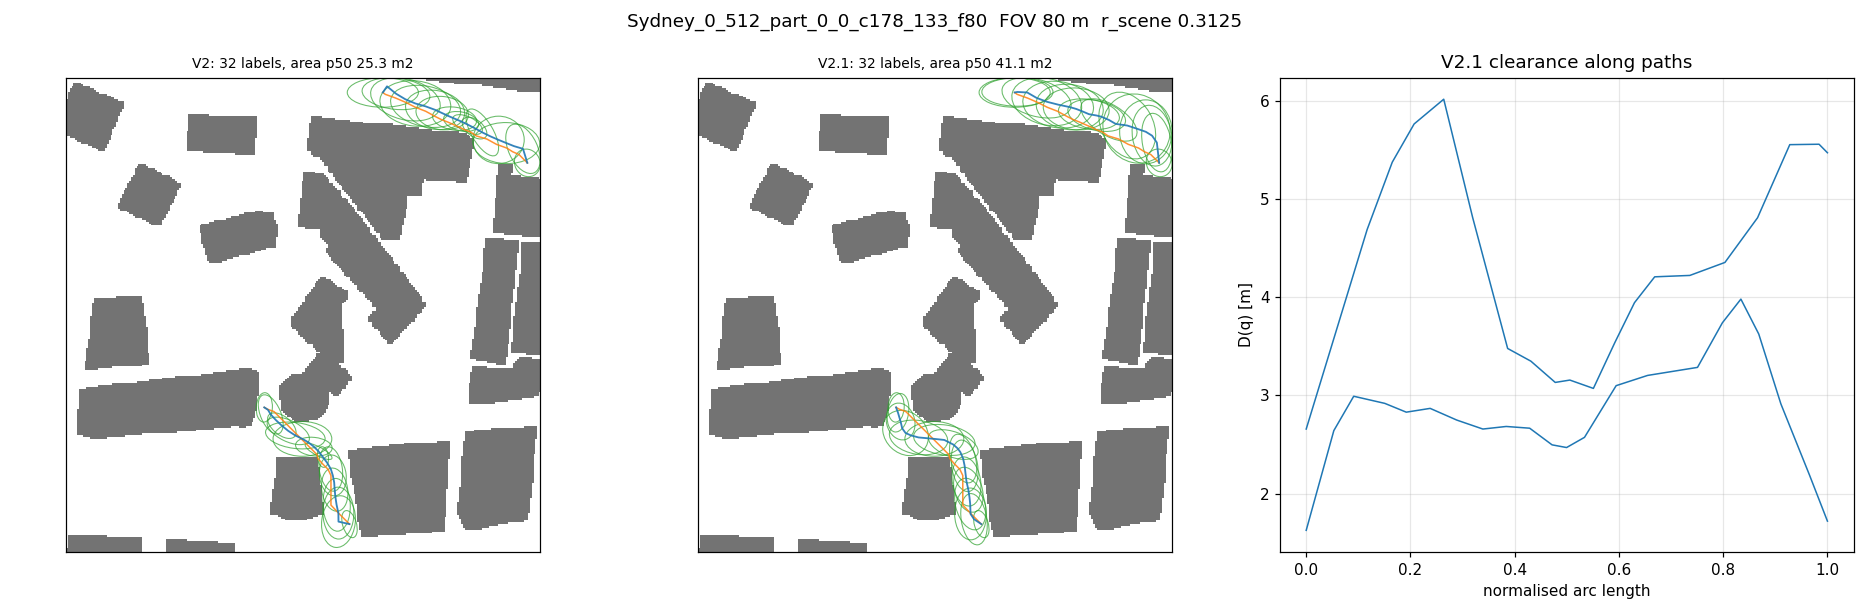 Sydney_0_512_part_0_0_c178_133_f80  FOV 80 m  r_scene 0.3125
V2: 32 labels, area p50 25.3 m2
V2.1: 32 labels, area p50 41.1 m2
V2.1 clearance along paths
D(q) [m]
6
5
4
3
2
0.0 0.2 0.4 0.6 0.8 1.0
normalised arc length